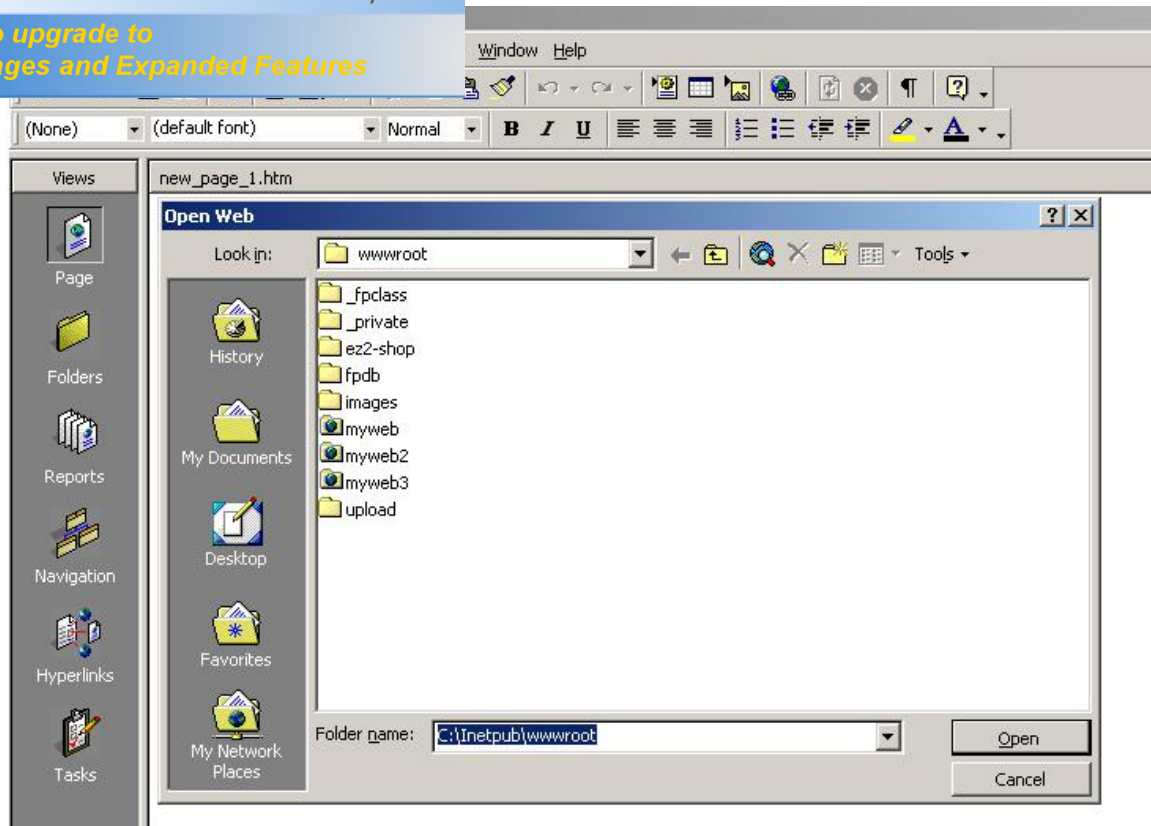 upgrade to
ges and Expanded Features
Window Help
(None) (default font) Normal B I U A
Views
new_page_1.htm
Page
Folders
Reports
Navigation
Hyperlinks
Tasks
Open Web
Look in: wwwroot Tools
History
My Documents
Desktop
Favorites
My Network
Places
_fpclass
_private
ez2-shop
fpdb
images
myweb
myweb2
myweb3
upload
Folder name: C:\Inetpub\wwwroot Open
Cancel